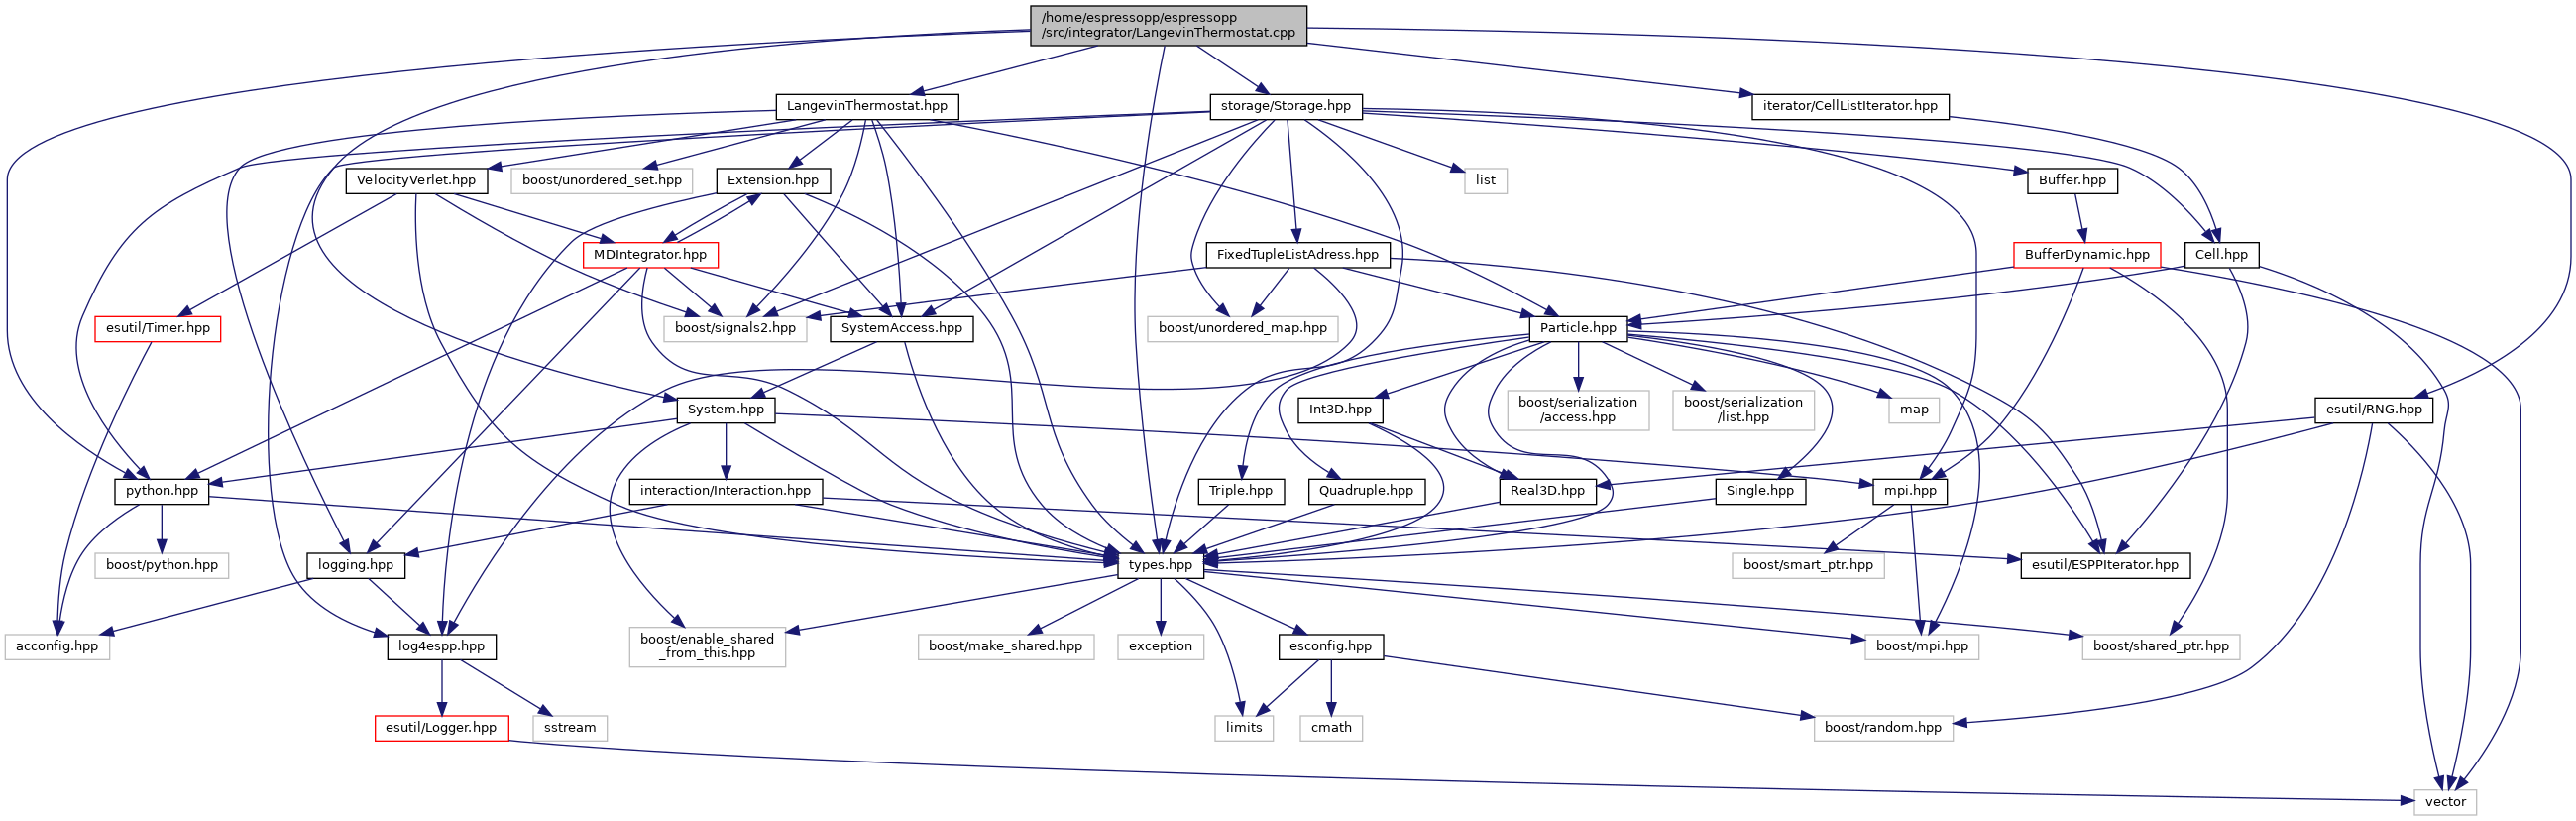 /home/espressopp/espressopp
/src/integrator/LangevinThermostat.cpp
LangevinThermostat.hpp
storage/Storage.hpp
iterator/CellListIterator.hpp
VelocityVerlet.hpp
boost/unordered_set.hpp
Extension.hpp
list
Buffer.hpp
MDIntegrator.hpp
FixedTupleListAdress.hpp
BufferDynamic.hpp
Cell.hpp
esutil/Timer.hpp
boost/signals2.hpp
SystemAccess.hpp
boost/unordered_map.hpp
Particle.hpp
System.hpp
Int3D.hpp
boost/serialization
/access.hpp
boost/serialization
/list.hpp
map
esutil/RNG.hpp
python.hpp
interaction/Interaction.hpp
Triple.hpp
Quadruple.hpp
Real3D.hpp
Single.hpp
mpi.hpp
boost/python.hpp
logging.hpp
types.hpp
boost/smart_ptr.hpp
esutil/ESPPIterator.hpp
acconfig.hpp
log4espp.hpp
boost/enable_shared
_from_this.hpp
boost/make_shared.hpp
exception
esconfig.hpp
boost/mpi.hpp
boost/shared_ptr.hpp
esutil/Logger.hpp
sstream
limits
cmath
boost/random.hpp
vector